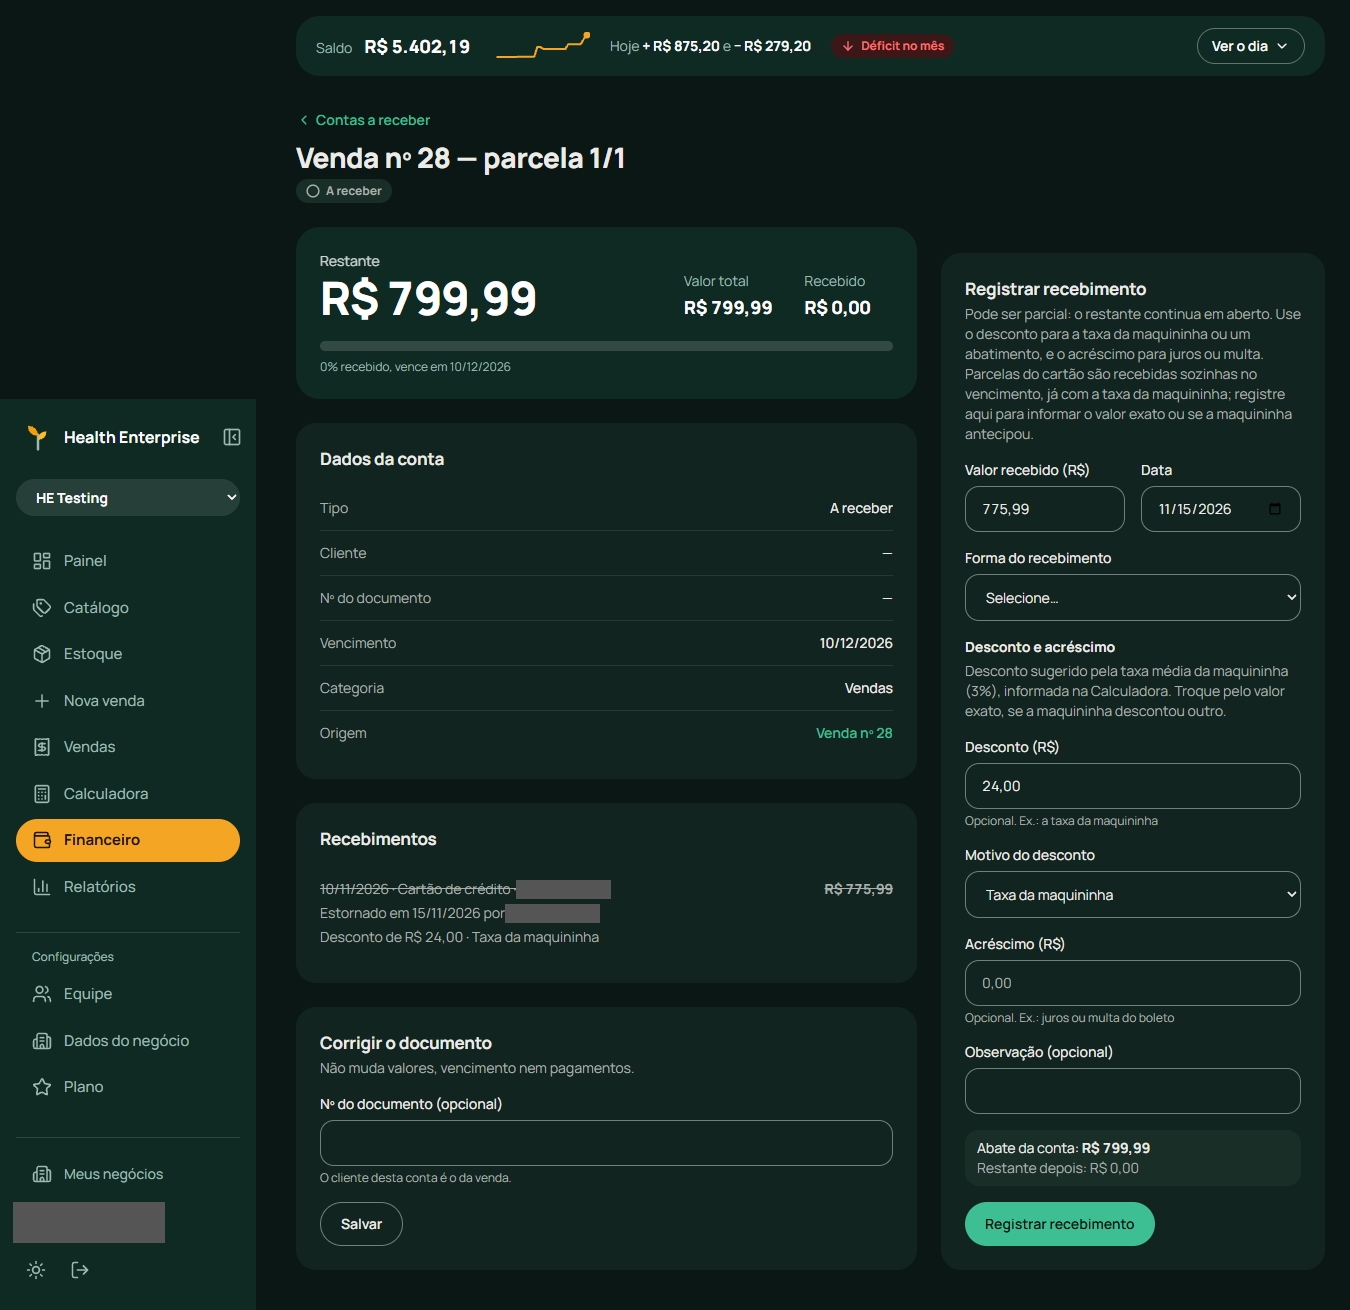 Saldo R$ 5.402,19 Hoje + R$ 875,20 e − R$ 279,20 Déficit no mês Ver o dia
Contas a receber
Venda nº 28 — parcela 1/1
A receber
Restante
R$ 799,99
Valor total
R$ 799,99
Recebido
R$ 0,00
0% recebido, vence em 10/12/2026
Dados da conta
Tipo A receber
Cliente —
Nº do documento —
Vencimento 10/12/2026
Categoria Vendas
Origem Venda nº 28
Recebimentos
10/11/2026 · Cartão de crédito · R$ 775,99
Estornado em 15/11/2026 por
Desconto de R$ 24,00 · Taxa da maquininha
Corrigir o documento
Não muda valores, vencimento nem pagamentos.
Nº do documento (opcional)
O cliente desta conta é o da venda.
Salvar
Registrar recebimento
Pode ser parcial: o restante continua em aberto. Use
o desconto para a taxa da maquininha ou um
abatimento, e o acréscimo para juros ou multa.
Parcelas do cartão são recebidas sozinhas no
vencimento, já com a taxa da maquininha; registre
aqui para informar o valor exato ou se a maquininha
antecipou.
Valor recebido (R$) Data
775,99 11/15/2026
Forma do recebimento
Selecione...
Desconto e acréscimo
Desconto sugerido pela taxa média da maquininha
(3%), informada na Calculadora. Troque pelo valor
exato, se a maquininha descontou outro.
Desconto (R$)
24,00
Opcional. Ex.: a taxa da maquininha
Motivo do desconto
Taxa da maquininha
Acréscimo (R$)
0,00
Opcional. Ex.: juros ou multa do boleto
Observação (opcional)
Abate da conta: R$ 799,99
Restante depois: R$ 0,00
Registrar recebimento
Health Enterprise
HE Testing
Painel
Catálogo
Estoque
Nova venda
Vendas
Calculadora
Financeiro
Relatórios
Configurações
Equipe
Dados do negócio
Plano
Meus negócios